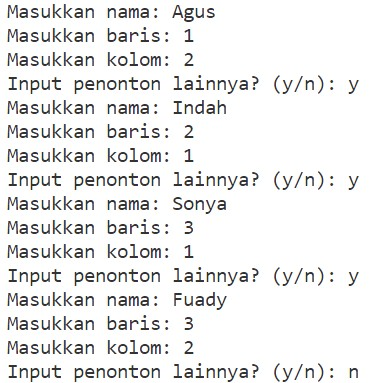 Masukkan nama: Agus
Masukkan baris: 1
Masukkan kolom: 2
Input penonton lainnya? (y/n): y
Masukkan nama: Indah
Masukkan baris: 2
Masukkan kolom: 1
Input penonton lainnya? (y/n): y
Masukkan nama: Sonya
Masukkan baris: 3
Masukkan kolom: 1
Input penonton lainnya? (y/n): y
Masukkan nama: Fuady
Masukkan baris: 3
Masukkan kolom: 2
Input penonton lainnya? (y/n): n